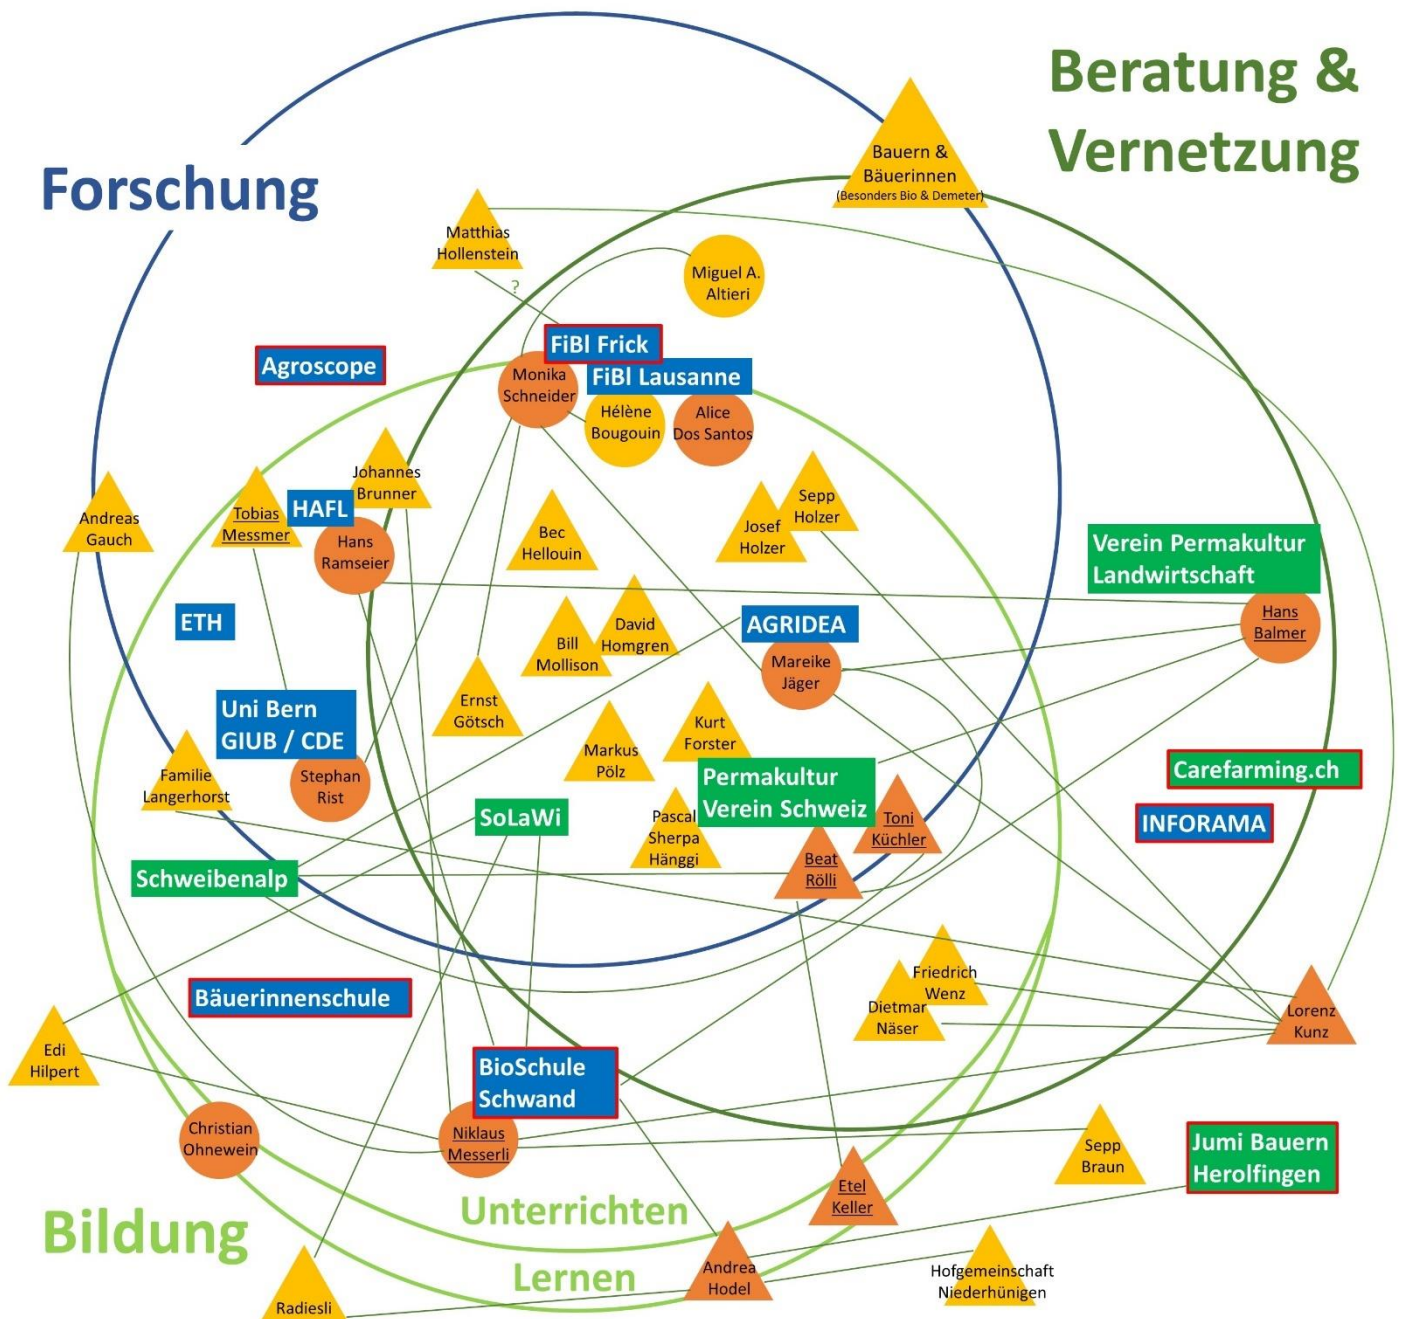 Beratung &
Vernetzung
Forschung
Bauern &
Bäuerinnen
(Besonders Bio & Demeter)
Matthias
Hollenstein
?
Miguel A.
Altieri
FiBl Frick
Agroscope
FiBl Lausanne
Monika
Schneider
Hélène
Bougouin
Alice
Dos Santos
Johannes
Brunner
Andreas
Gauch
Tobias
Messmer
HAFL
Hans
Ramseier
Bec
Hellouin
Josef
Holzer
Sepp
Holzer
Verein Permakultur
Landwirtschaft
Hans
Balmer
ETH
Bill
Mollison
David
Homgren
AGRIDEA
Mareike
Jäger
Uni Bern
GIUB / CDE
Ernst
Götsch
Markus
Pölz
Kurt
Forster
Familie
Langerhorst
Stephan
Rist
Permakultur
Verein Schweiz
Carefarming.ch
SoLaWi
Pascal
Sherpa
Hänggi
Toni
Küchler
INFORAMA
Schweibenalp
Beat
Rölli
Bäuerinnenschule
Friedrich
Wenz
Dietmar
Näser
Lorenz
Kunz
Edi
Hilpert
BioSchule
Schwand
Christian
Ohnewein
Niklaus
Messerli
Sepp
Braun
Jumi Bauern
Herolfingen
Etel
Keller
Unterrichten
Bildung
Lernen
Andrea
Hodel
Hofgemeinschaft
Niederhünigen
Radiesli